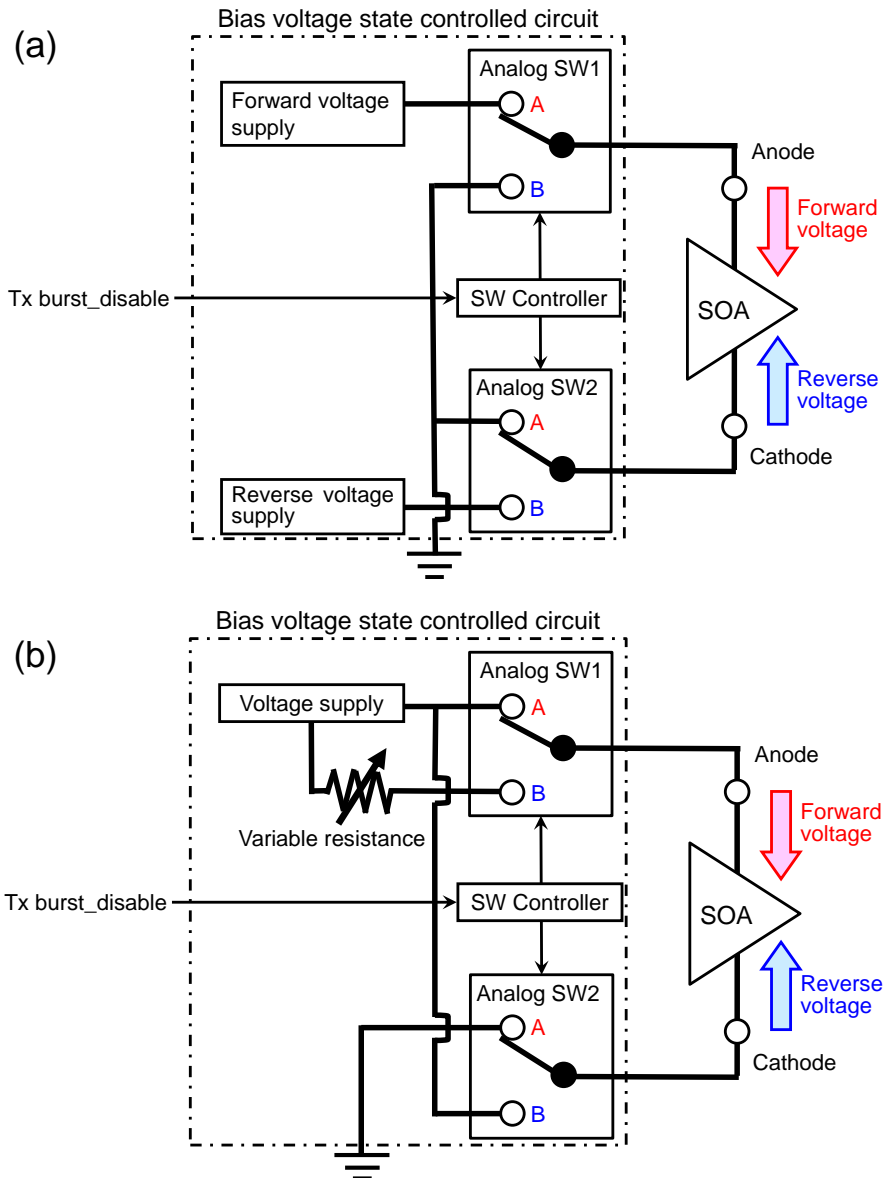 Bias voltage state controlled circuit
(a)
Analog SW1
Forward voltage
supply
A
Anode
B
Forward
voltage
Tx burst_disable
SW Controller
SOA
Analog SW2
Reverse
voltage
A
Cathode
Reverse voltage
supply
B
Bias voltage state controlled circuit
(b)
Analog SW1
Voltage supply
A
Anode
B
Forward
voltage
Variable resistance
Tx burst_disable
SW Controller
SOA
Analog SW2
Reverse
voltage
A
Cathode
B